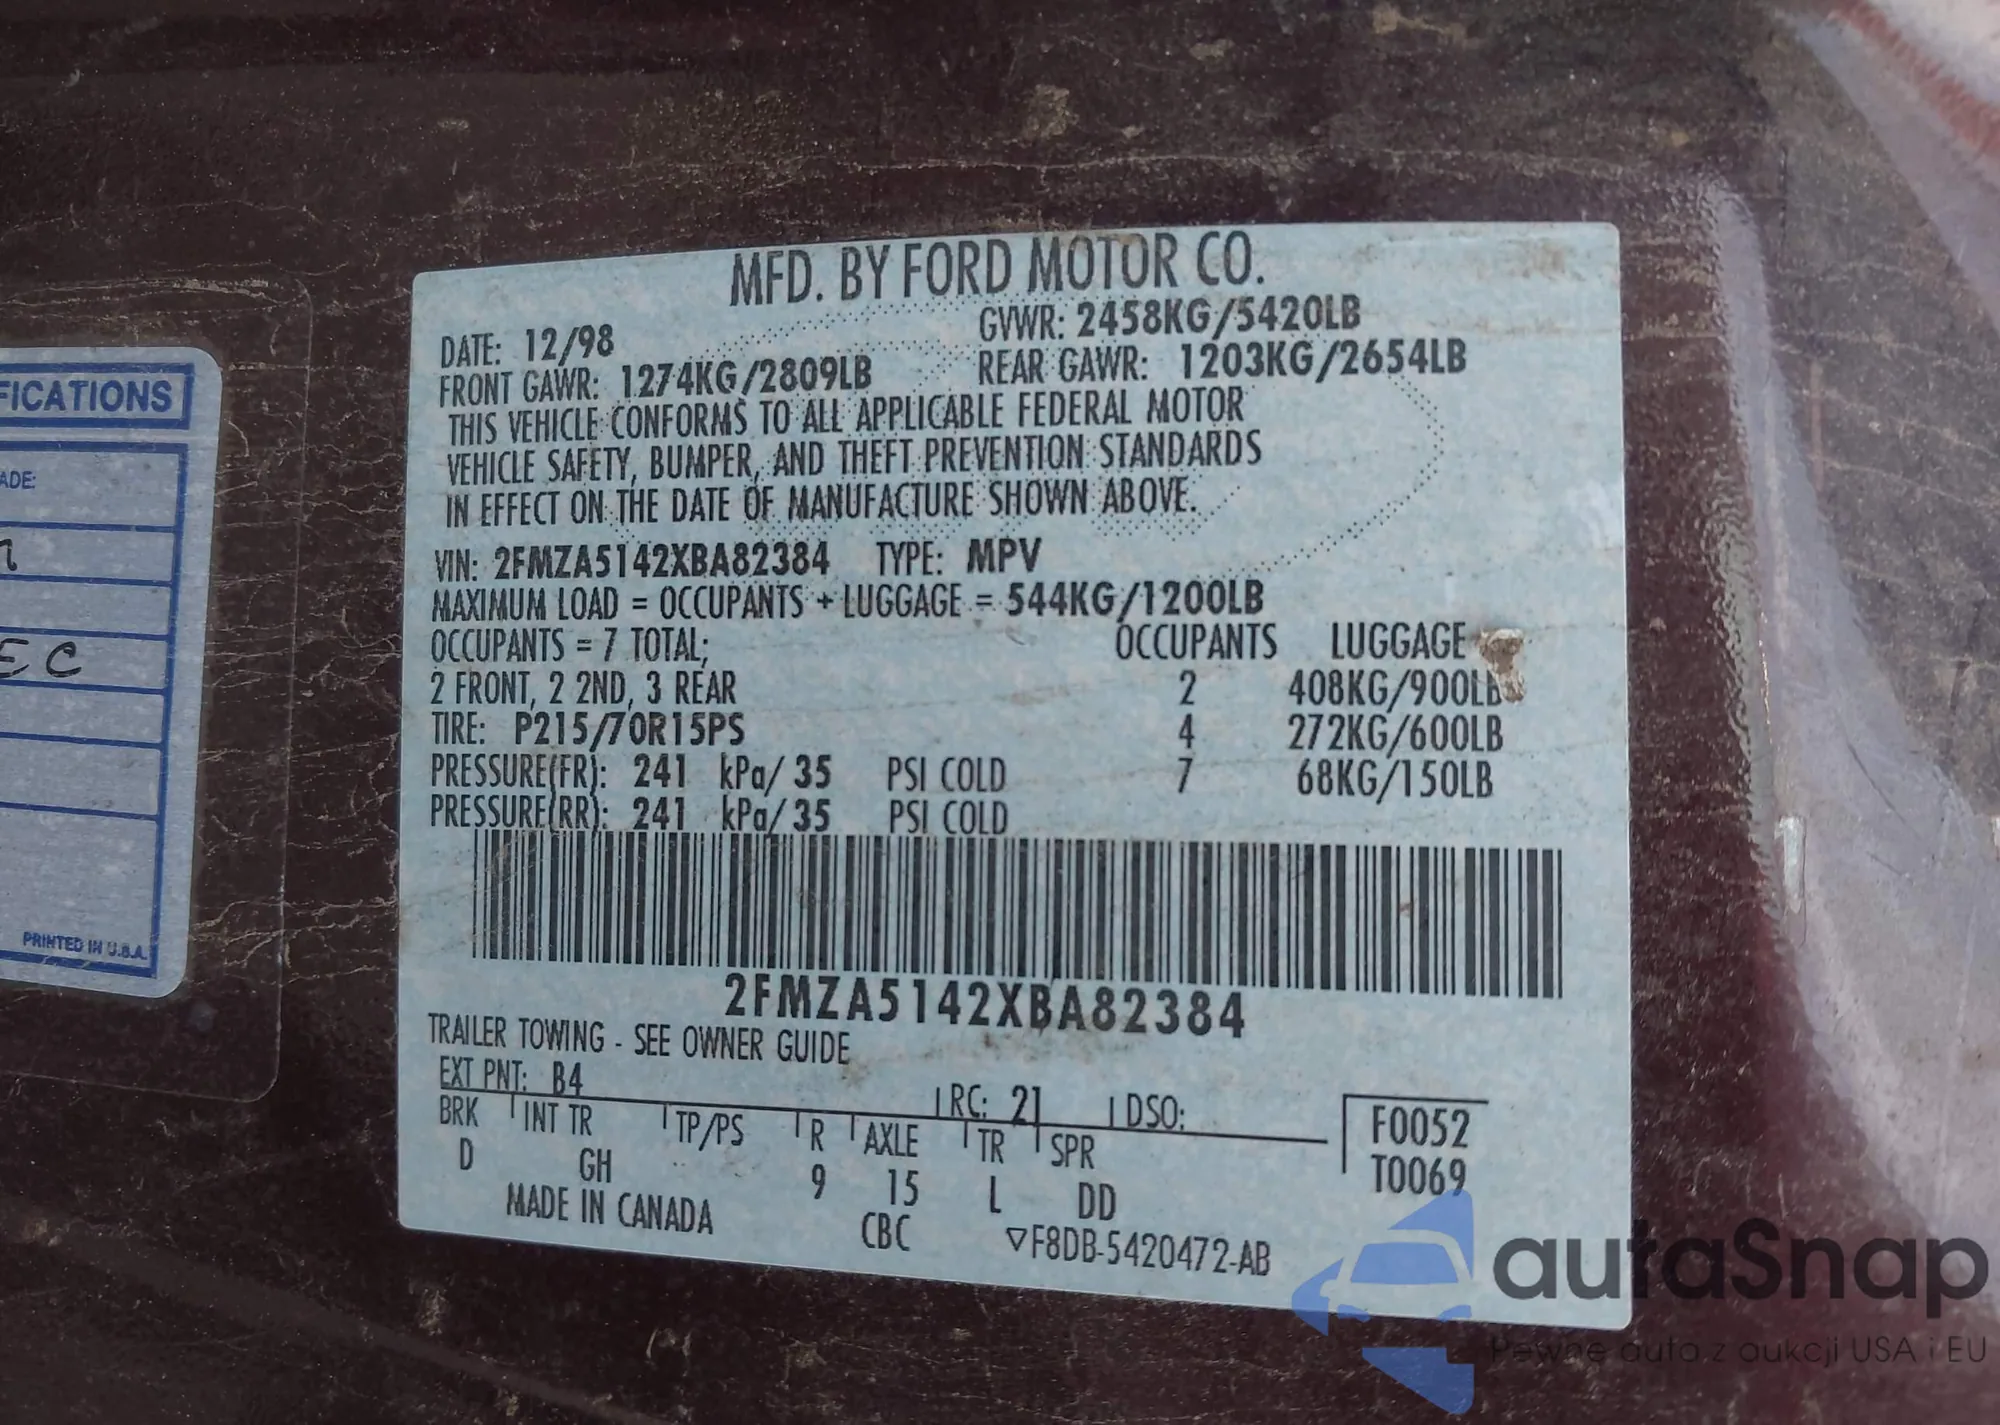 MFD. BY FORD MOTOR CO.
DATE: 12/98 GVWR: 2458KG/5420LB
FRONT GAWR: 1274KG/2809LB REAR GAWR: 1203KG/2654LB
THIS VEHICLE CONFORMS TO ALL APPLICABLE FEDERAL MOTOR
VEHICLE SAFETY, BUMPER, AND THEFT PREVENTION STANDARDS
IN EFFECT ON THE DATE OF MANUFACTURE SHOWN ABOVE.
VIN: 2FMZA5142XBA82384 TYPE: MPV
MAXIMUM LOAD = OCCUPANTS + LUGGAGE = 544KG/1200LB
OCCUPANTS = 7 TOTAL; OCCUPANTS LUGGAGE
2 FRONT, 2 2ND, 3 REAR 2 408KG/900LB
TIRE: P215/70R15PS 4 272KG/600LB
PRESSURE(FR): 241 kPa/ 35 PSI COLD 7 68KG/150LB
PRESSURE(RR): 241 kPa/ 35 PSI COLD
2FMZA5142XBA82384
TRAILER TOWING - SEE OWNER GUIDE
EXT PNT: B4 RC: 21 DSO:
BRK INT TR TP/PS R AXLE TR SPR F0052
D GH 9 15 L DD T0069
MADE IN CANADA CBC ▽F8DB-5420472-AB
FICATIONS
ADE:
EC
PRINTED IN U.S.A.
autaSnap
Pewne auto z aukcji USA i EU